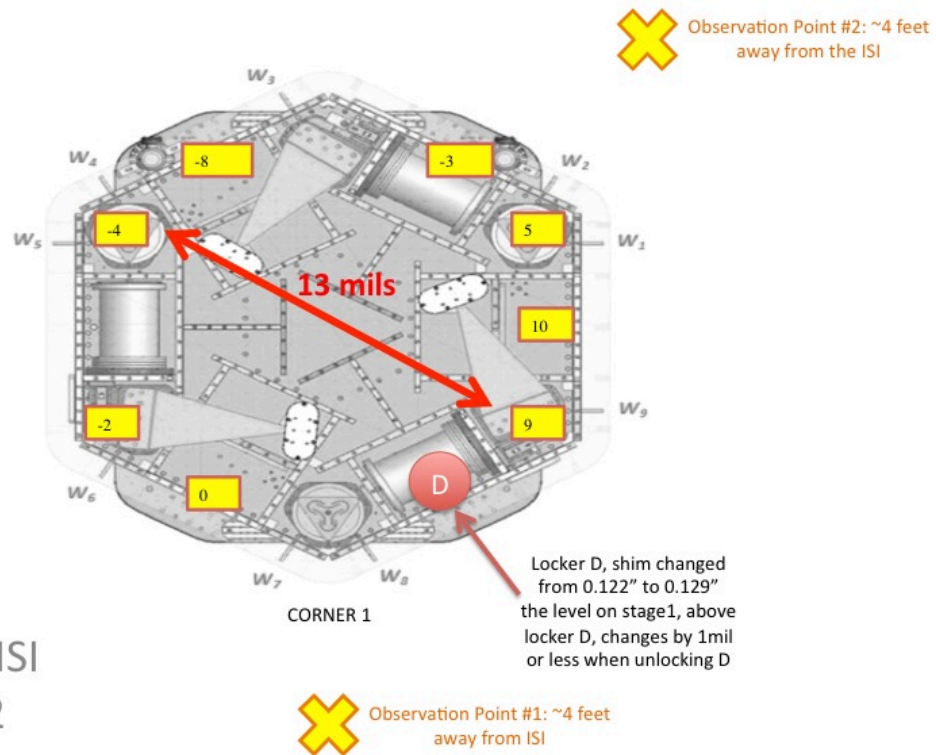 Observation Point #2: ~4 feet
away from the ISI
W3
W4
W2
-8
-3
-4
5
W5
W1
13 mils
10
-2
9
W9
W6
0
D
W7
W8
CORNER 1
Locker D, shim changed
from 0.122” to 0.129”
the level on stage1, above
locker D, changes by 1mil
or less when unlocking D
ISI
2
Observation Point #1: ~4 feet
away from ISI